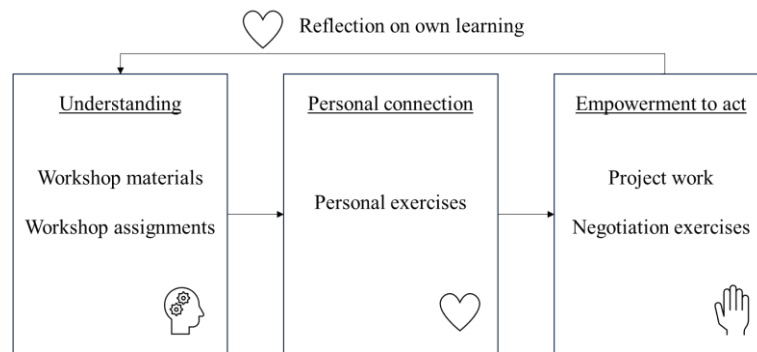 Reflection on own learning
Understanding
Workshop materials
Workshop assignments
Personal connection
Personal exercises
Empowerment to act
Project work
Negotiation exercises